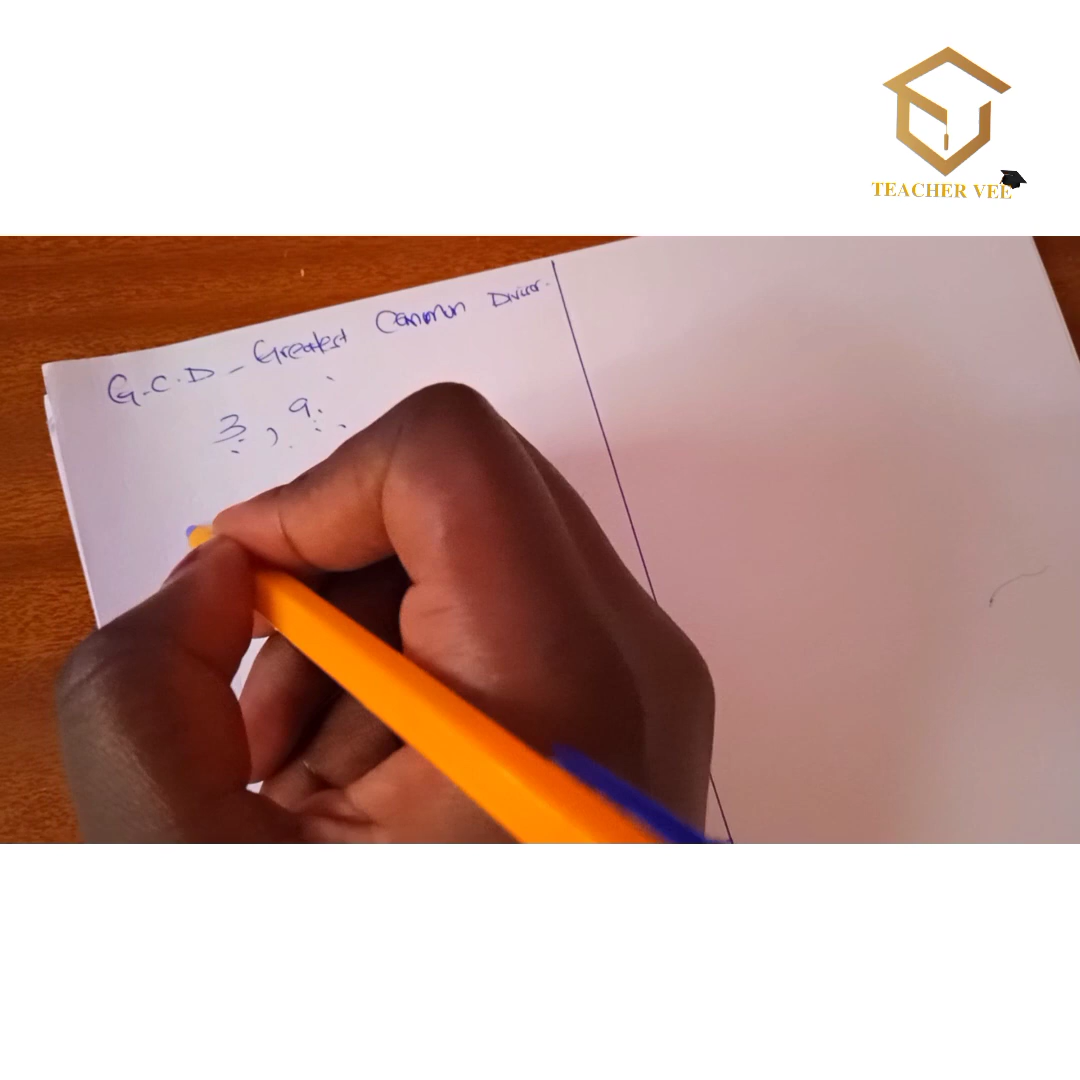 TEACHER VEE
G.C.D - Greatest Common Divisor.
3, 9.